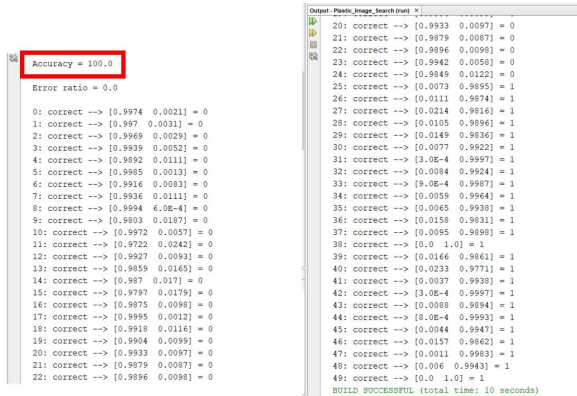 Accuracy = 100.0
Error ratio = 0.0
0: correct --> [0.9974 0.0021] = 0
1: correct --> [0.997 0.0031] = 0
2: correct --> [0.9969 0.0029] = 0
3: correct --> [0.9939 0.0052] = 0
4: correct --> [0.9892 0.0111] = 0
5: correct --> [0.9985 0.0013] = 0
6: correct --> [0.9916 0.0083] = 0
7: correct --> [0.9936 0.0111] = 0
8: correct --> [0.9994 6.0E-4] = 0
9: correct --> [0.9803 0.0187] = 0
10: correct --> [0.9972 0.0057] = 0
11: correct --> [0.9722 0.0242] = 0
12: correct --> [0.9927 0.0093] = 0
13: correct --> [0.9859 0.0165] = 0
14: correct --> [0.987 0.017] = 0
15: correct --> [0.9797 0.0179] = 0
16: correct --> [0.9875 0.0098] = 0
17: correct --> [0.9995 0.0012] = 0
18: correct --> [0.9918 0.0116] = 0
19: correct --> [0.9904 0.0099] = 0
20: correct --> [0.9933 0.0097] = 0
21: correct --> [0.9879 0.0087] = 0
22: correct --> [0.9896 0.0098] = 0
Output - Plastic_Image_Search (run) ×
20: correct --> [0.9933 0.0097] = 0
21: correct --> [0.9879 0.0087] = 0
22: correct --> [0.9896 0.0098] = 0
23: correct --> [0.9942 0.0058] = 0
24: correct --> [0.9849 0.0122] = 0
25: correct --> [0.0073 0.9895] = 1
26: correct --> [0.0111 0.9874] = 1
27: correct --> [0.0214 0.9816] = 1
28: correct --> [0.0105 0.9896] = 1
29: correct --> [0.0149 0.9836] = 1
30: correct --> [0.0077 0.9922] = 1
31: correct --> [3.0E-4 0.9997] = 1
32: correct --> [0.0084 0.9924] = 1
33: correct --> [9.0E-4 0.9987] = 1
34: correct --> [0.0059 0.9964] = 1
35: correct --> [0.0065 0.9938] = 1
36: correct --> [0.0158 0.9831] = 1
37: correct --> [0.0095 0.9898] = 1
38: correct --> [0.0 1.0] = 1
39: correct --> [0.0166 0.9861] = 1
40: correct --> [0.0233 0.9771] = 1
41: correct --> [0.0037 0.9938] = 1
42: correct --> [3.0E-4 0.9997] = 1
43: correct --> [0.0088 0.9894] = 1
44: correct --> [8.0E-4 0.9993] = 1
45: correct --> [0.0044 0.9947] = 1
46: correct --> [0.0157 0.9862] = 1
47: correct --> [0.0011 0.9983] = 1
48: correct --> [0.006 0.9943] = 1
49: correct --> [0.0 1.0] = 1
BUILD SUCCESSFUL (total time: 10 seconds)